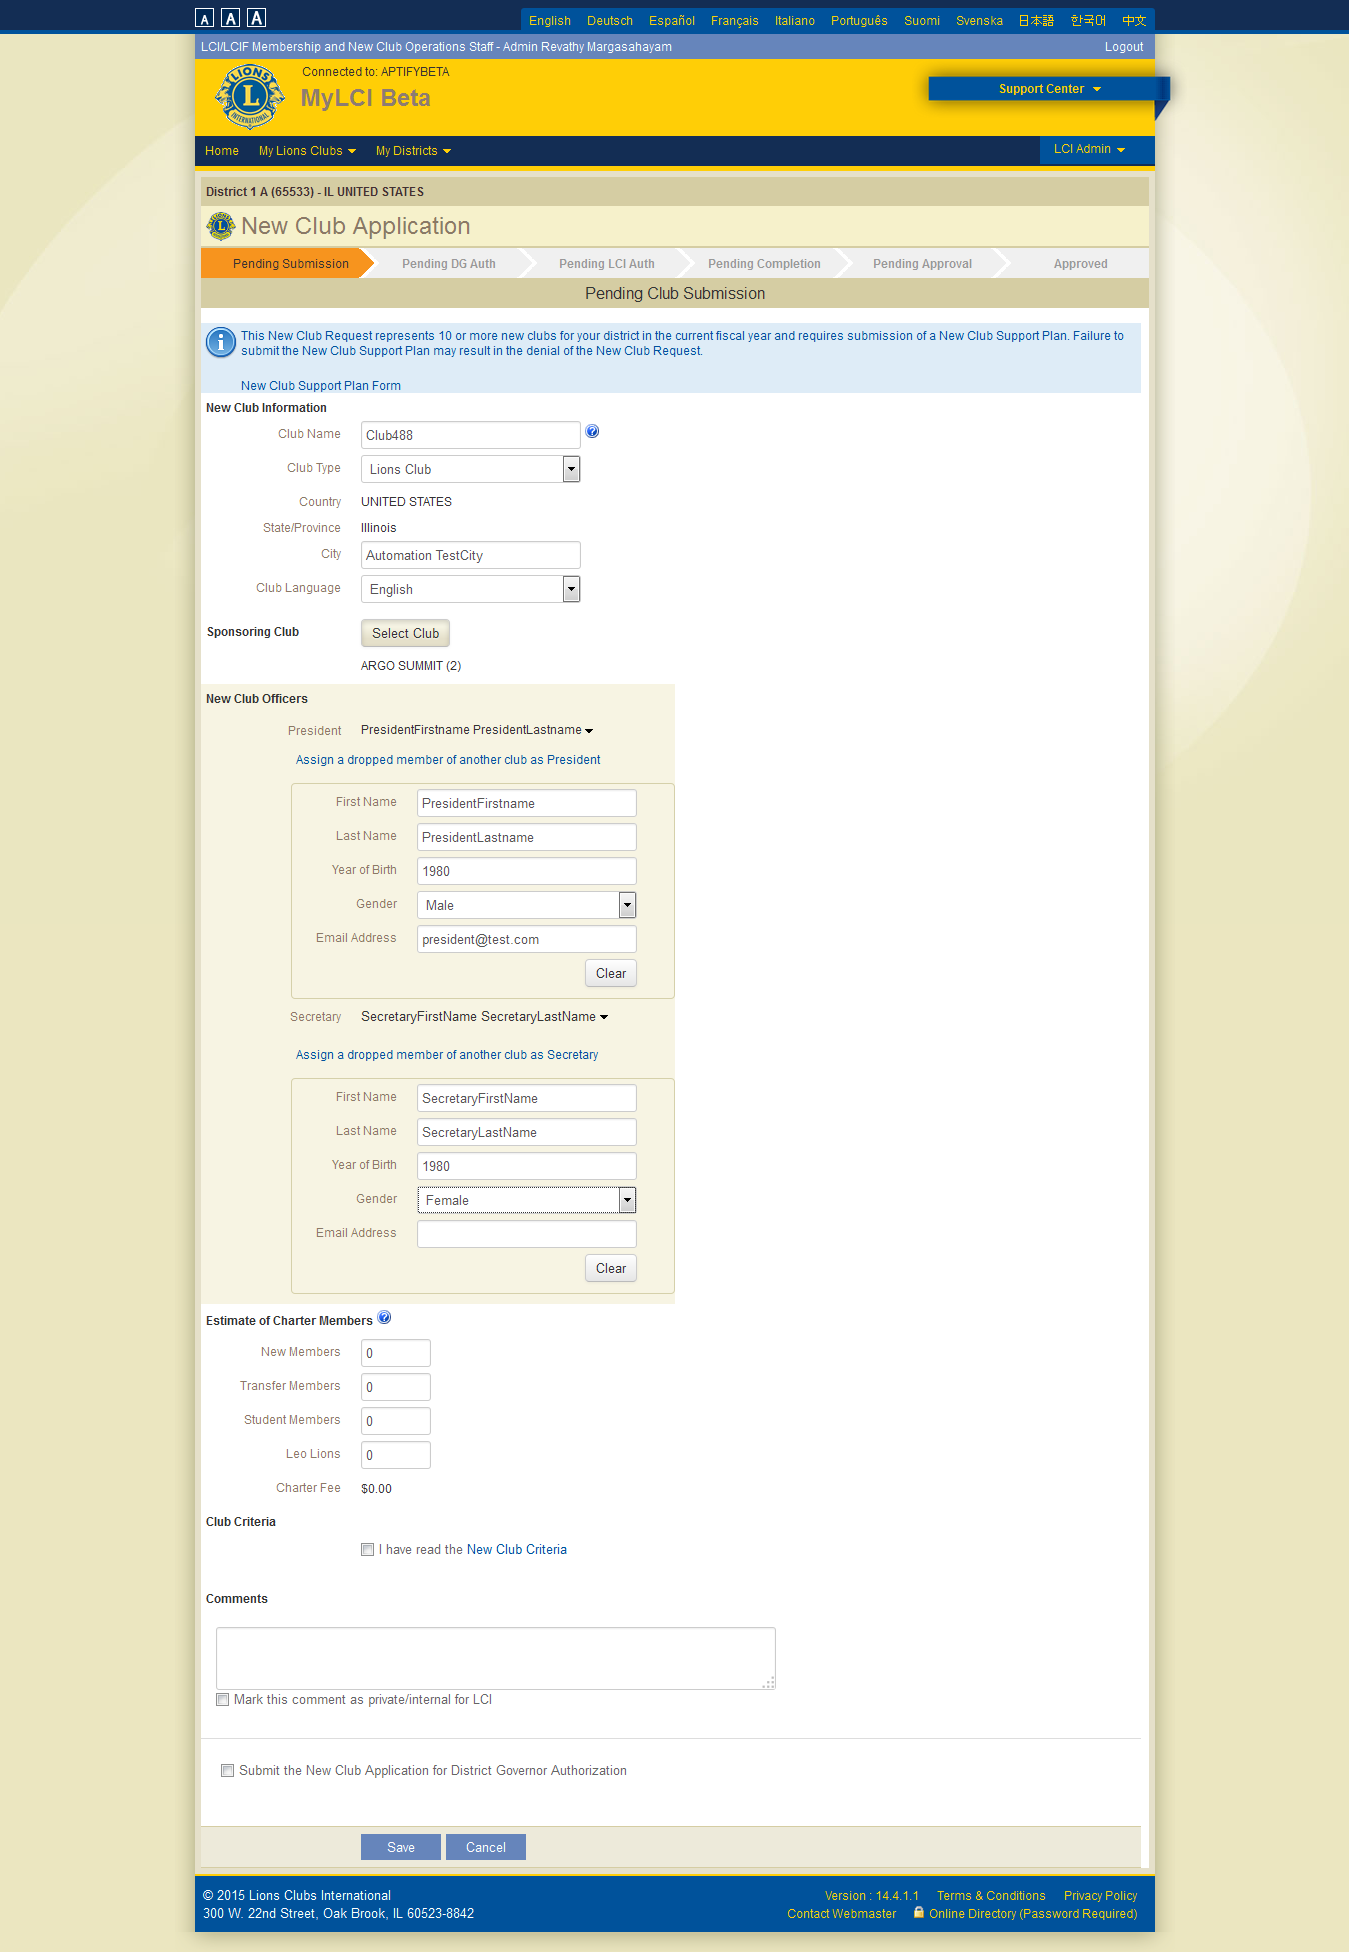 A A A
English Deutsch Español Français Italiano Português Suomi Svenska 日本語 한국어 中文
LCI/LCIF Membership and New Club Operations Staff - Admin Revathy Margasahayam Logout
LIONS
L
INTERNATIONAL
Connected to: APTIFYBETA
MyLCI Beta
Support Center
Home My Lions Clubs My Districts LCI Admin
District 1 A (65533) - IL UNITED STATES
New Club Application
Pending Submission Pending DG Auth Pending LCI Auth Pending Completion Pending Approval Approved
Pending Club Submission
This New Club Request represents 10 or more new clubs for your district in the current fiscal year and requires submission of a New Club Support Plan. Failure to
submit the New Club Support Plan may result in the denial of the New Club Request.
New Club Support Plan Form
New Club Information
Club Name Club488
Club Type Lions Club
Country UNITED STATES
State/Province Illinois
City Automation TestCity
Club Language English
Sponsoring Club Select Club
ARGO SUMMIT (2)
New Club Officers
President PresidentFirstname PresidentLastname
Assign a dropped member of another club as President
First Name PresidentFirstname
Last Name PresidentLastname
Year of Birth 1980
Gender Male
Email Address president@test.com
Clear
Secretary SecretaryFirstName SecretaryLastName
Assign a dropped member of another club as Secretary
First Name SecretaryFirstName
Last Name SecretaryLastName
Year of Birth 1980
Gender Female
Email Address
Clear
Estimate of Charter Members ?
New Members 0
Transfer Members 0
Student Members 0
Leo Lions 0
Charter Fee $0.00
Club Criteria
I have read the New Club Criteria
Comments
Mark this comment as private/internal for LCI
Submit the New Club Application for District Governor Authorization
Save Cancel
© 2015 Lions Clubs International Version : 14.4.1.1 Terms & Conditions Privacy Policy
300 W. 22nd Street, Oak Brook, IL 60523-8842 Contact Webmaster Online Directory (Password Required)